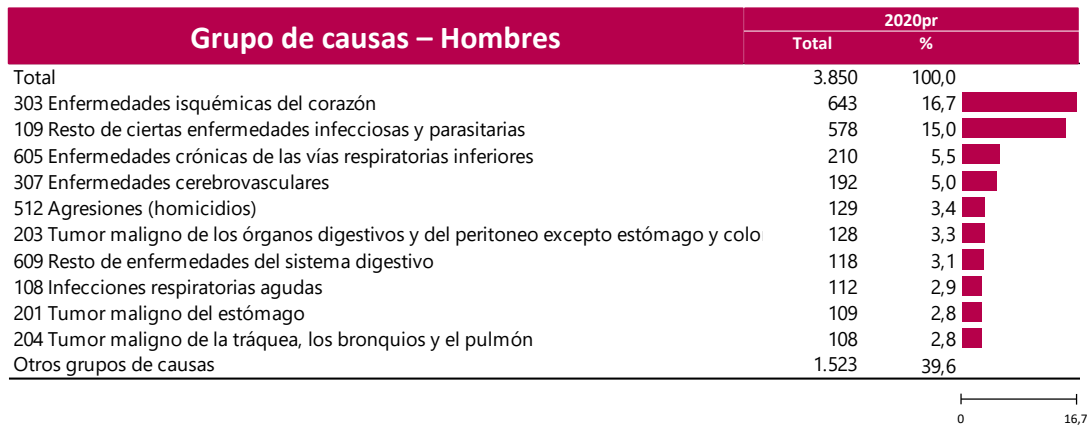 Grupo de causas – Hombres
2020pr
Total %
Total 3.850 100,0
303 Enfermedades isquémicas del corazón 643 16,7
109 Resto de ciertas enfermedades infecciosas y parasitarias 578 15,0
605 Enfermedades crónicas de las vías respiratorias inferiores 210 5,5
307 Enfermedades cerebrovasculares 192 5,0
512 Agresiones (homicidios) 129 3,4
203 Tumor maligno de los órganos digestivos y del peritoneo excepto estómago y colo 128 3,3
609 Resto de enfermedades del sistema digestivo 118 3,1
108 Infecciones respiratorias agudas 112 2,9
201 Tumor maligno del estómago 109 2,8
204 Tumor maligno de la tráquea, los bronquios y el pulmón 108 2,8
Otros grupos de causas 1.523 39,6
0 16,7